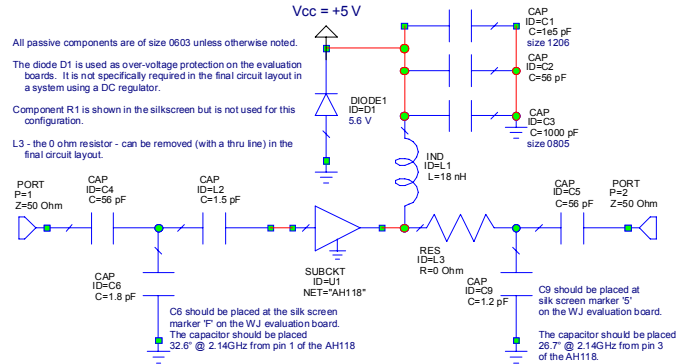 Vcc = +5 V
All passive components are of size 0603 unless otherwise noted.
The diode D1 is used as over-voltage protection on the evaluation
boards. It is not specifically required in the final circuit layout in
a system using a DC regulator.
Component R1 is shown in the silkscreen but is not used for this
configuration.
L3 - the 0 ohm resistor - can be removed (with a thru line) in the
final circuit layout.
CAP
ID=C1
C=1e5 pF
size 1206
CAP
ID=C2
C=56 pF
CAP
ID=C3
C=1000 pF
size 0805
DIODE1
ID=D1
5.6 V
IND
ID=L1
L=18 nH
PORT
P=1
Z=50 Ohm
CAP
ID=C4
C=56 pF
CAP
ID=L2
C=1.5 pF
CAP
ID=C6
C=1.8 pF
SUBCKT
ID=U1
NET="AH118"
RES
ID=L3
R=0 Ohm
CAP
ID=C5
C=56 pF
PORT
P=2
Z=50 Ohm
CAP
ID=C9
C=1.2 pF
C6 should be placed at the silk screen
marker 'F' on the WJ evaluation board.
The capacitor should be placed
32.6° @ 2.14GHz from pin 1 of the AH118
C9 should be placed at
silk screen marker '5'
on the WJ evaluation board.
The capacitor should be placed
26.7° @ 2.14GHz from pin 3
of the AH118.